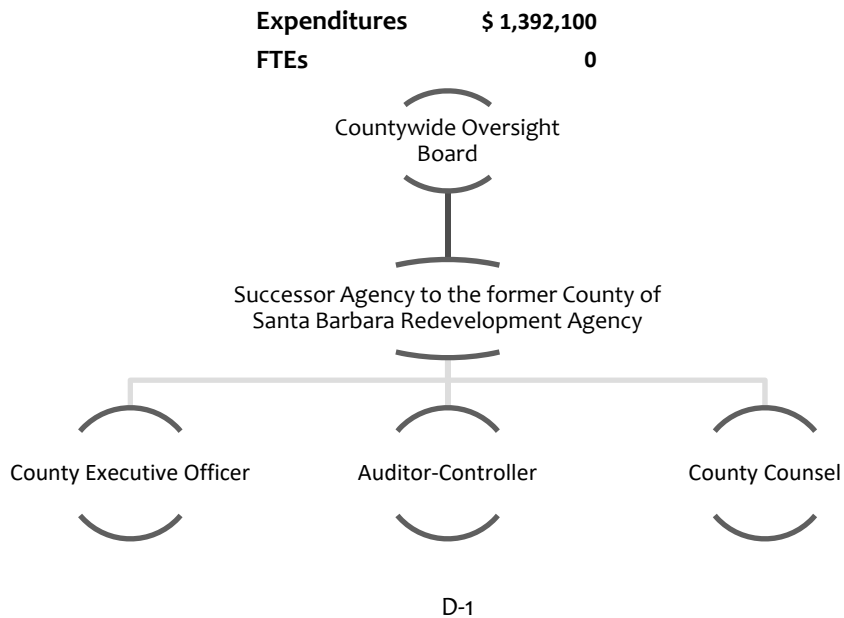 Expenditures $ 1,392,100
FTEs 0
Countywide Oversight
Board
Successor Agency to the former County of
Santa Barbara Redevelopment Agency
County Executive Officer
Auditor-Controller
County Counsel
D-1